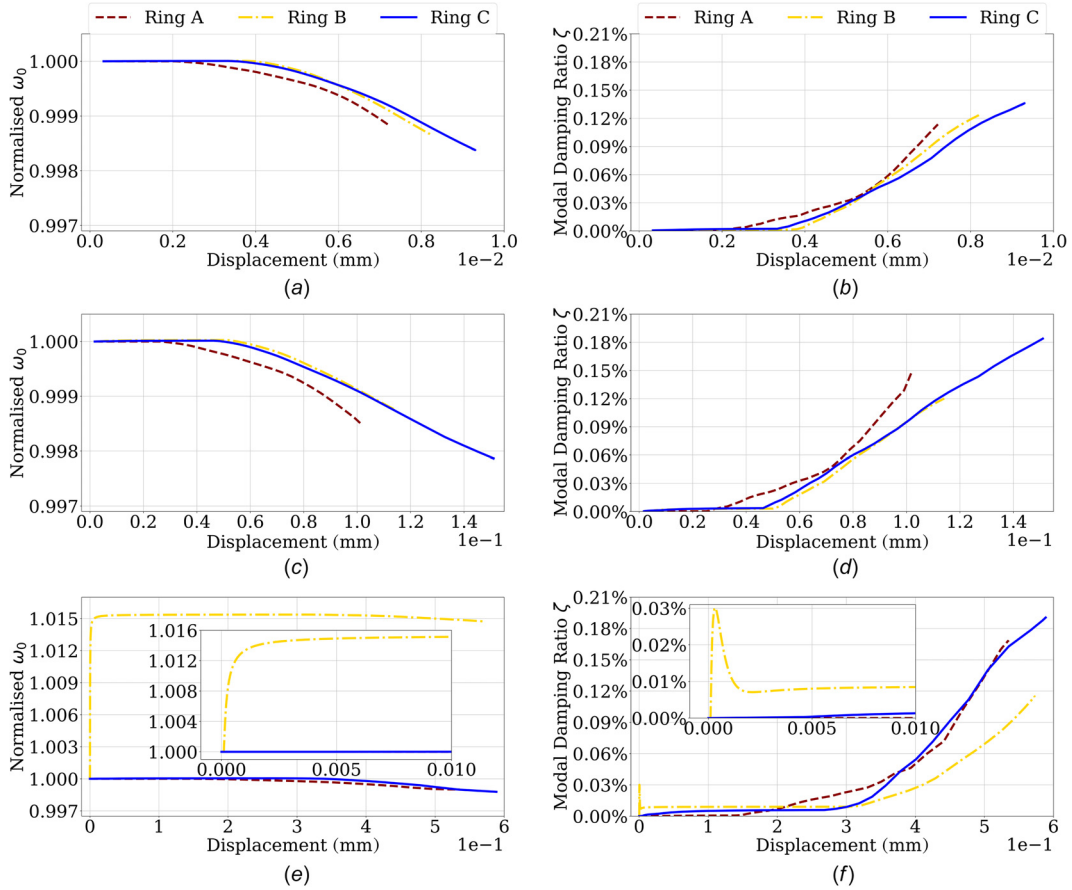 Ring A Ring B Ring C
Normalised ω0
1.000
0.999
0.998
0.997
0.0 0.2 0.4 0.6 0.8 1.0
Displacement (mm) 1e−2
(a)
Ring A Ring B Ring C
Modal Damping Ratio ζ
0.21%
0.18%
0.15%
0.12%
0.09%
0.06%
0.03%
0.00%
0.0 0.2 0.4 0.6 0.8 1.0
Displacement (mm) 1e−2
(b)
Normalised ω0
1.000
0.999
0.998
0.997
0.0 0.2 0.4 0.6 0.8 1.0 1.2 1.4
Displacement (mm) 1e−1
(c)
Modal Damping Ratio ζ
0.21%
0.18%
0.15%
0.12%
0.09%
0.06%
0.03%
0.00%
0.0 0.2 0.4 0.6 0.8 1.0 1.2 1.4
Displacement (mm) 1e−1
(d)
Normalised ω0
1.015
1.012
1.009
1.006
1.003
1.000
0.997
1.016
1.012
1.008
1.004
1.000
0.000 0.005 0.010
0 1 2 3 4 5 6
Displacement (mm) 1e−1
(e)
Modal Damping Ratio ζ
0.21%
0.18%
0.15%
0.12%
0.09%
0.06%
0.03%
0.00%
0.03%
0.02%
0.01%
0.00%
0.000 0.005 0.010
0 1 2 3 4 5 6
Displacement (mm) 1e−1
(f)